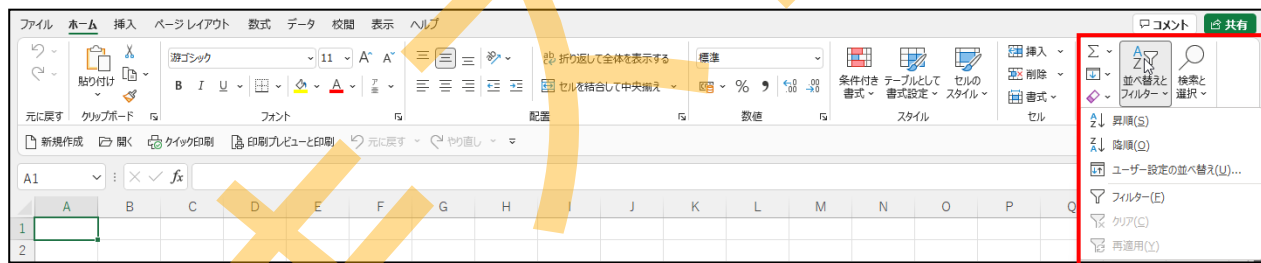 ファイル ホーム 挿入 ページ レイアウト 数式 データ 校閲 表示 ヘルプ コメント 共有
貼り付け 游ゴシック 11 A^ A˅ ab 折り返して全体を表示する 標準 条件付き 書式 テーブルとして 書式設定 セルの スタイル 挿入 並べ替えと フィルター 検索と 選択
B I U A セルを結合して中央揃え % 削除
書式
元に戻す クリップボード フォント 配置 数値 スタイル セル
昇順(S)
新規作成 開く クイック印刷 印刷プレビューと印刷 元に戻す やり直し
降順(O)
A1 fx
ユーザー設定の並べ替え(U)...
フィルター(F)
A B C D E F G H I J K L M N O P Q
クリア(C)
1
再適用(Y)
2